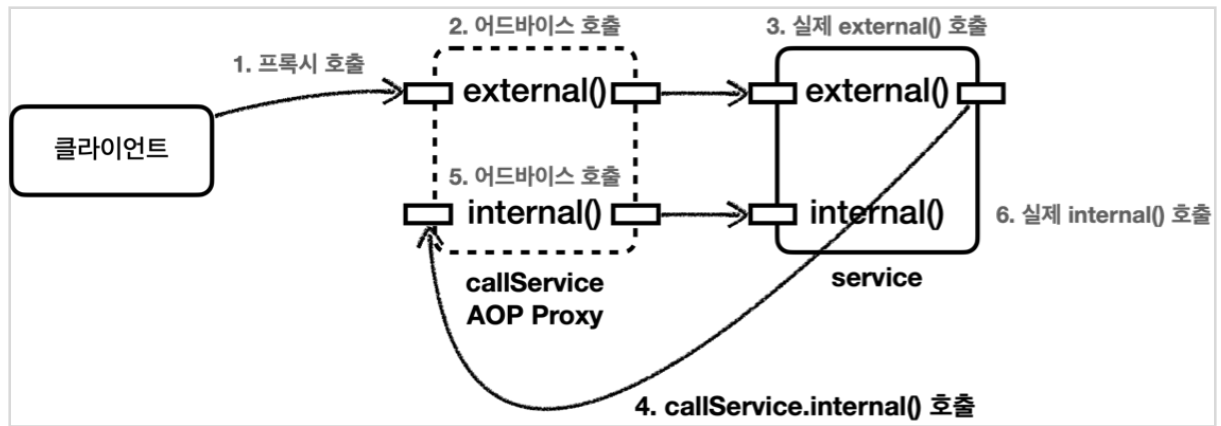 2. 어드바이스 호출
3. 실제 external() 호출
1. 프록시 호출
external()
external()
클라이언트
5. 어드바이스 호출
internal()
internal()
6. 실제 internal() 호출
callService
AOP Proxy
service
4. callService.internal() 호출